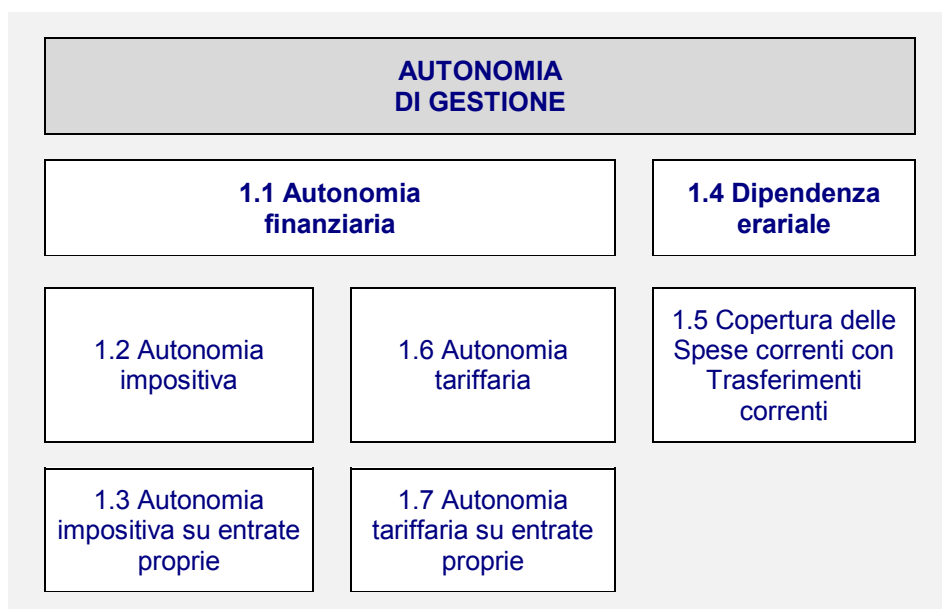 AUTONOMIA
DI GESTIONE
1.1 Autonomia
finanziaria
1.4 Dipendenza
erariale
1.2 Autonomia
impositiva
1.6 Autonomia
tariffaria
1.5 Copertura delle
Spese correnti con
Trasferimenti
correnti
1.3 Autonomia
impositiva su entrate
proprie
1.7 Autonomia
tariffaria su entrate
proprie